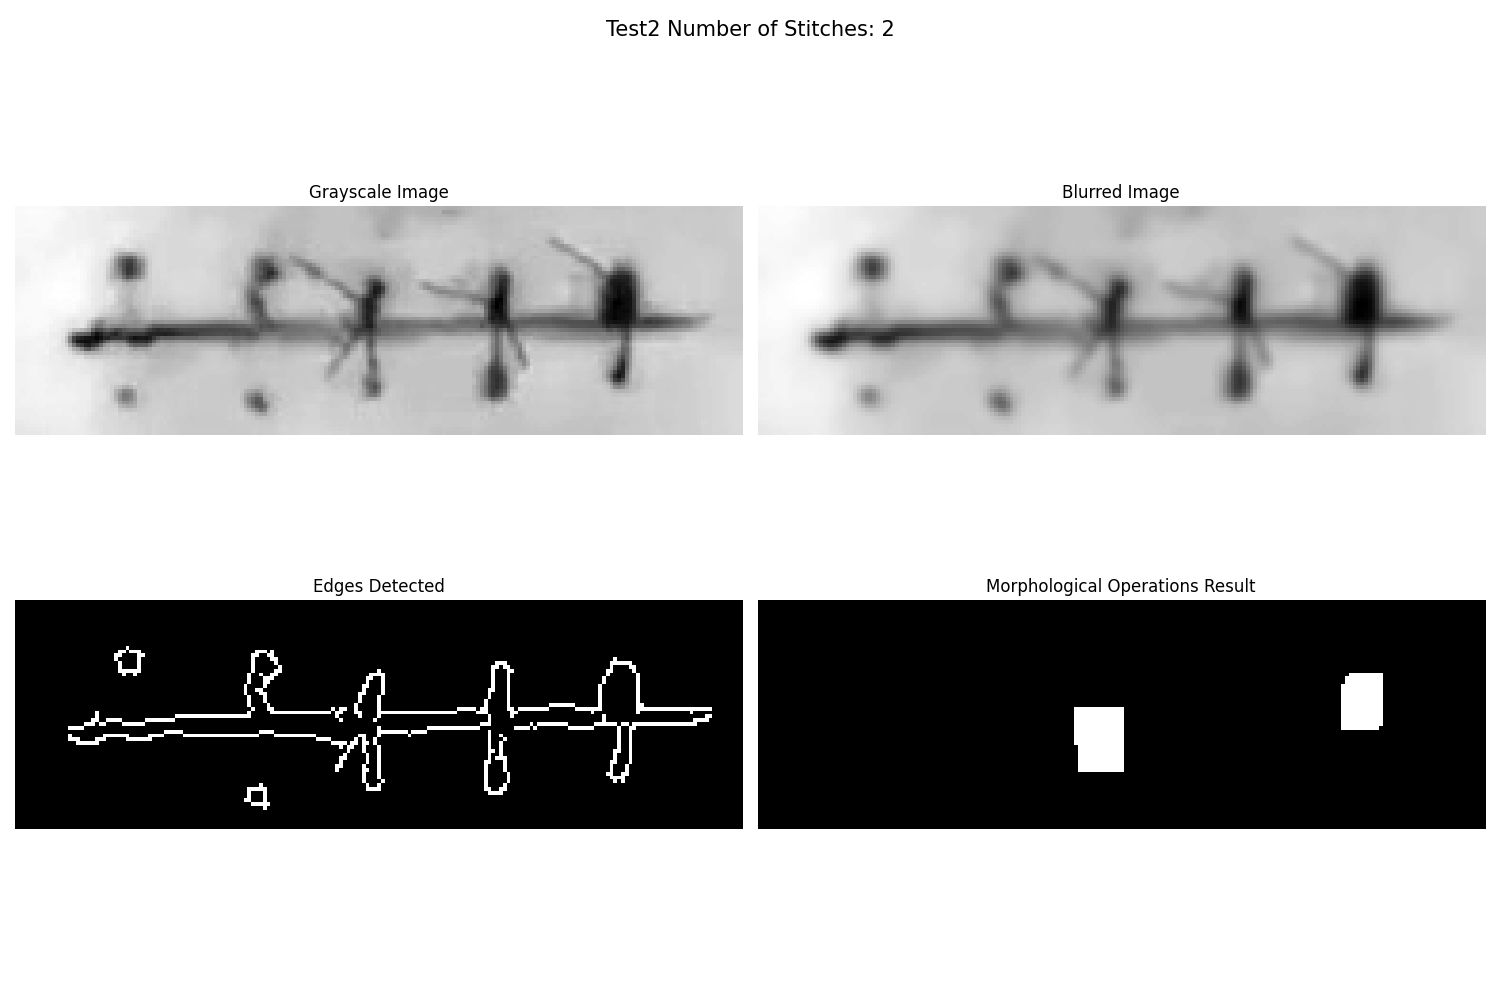 Test2 Number of Stitches: 2
Grayscale Image
Blurred Image
Edges Detected
Morphological Operations Result